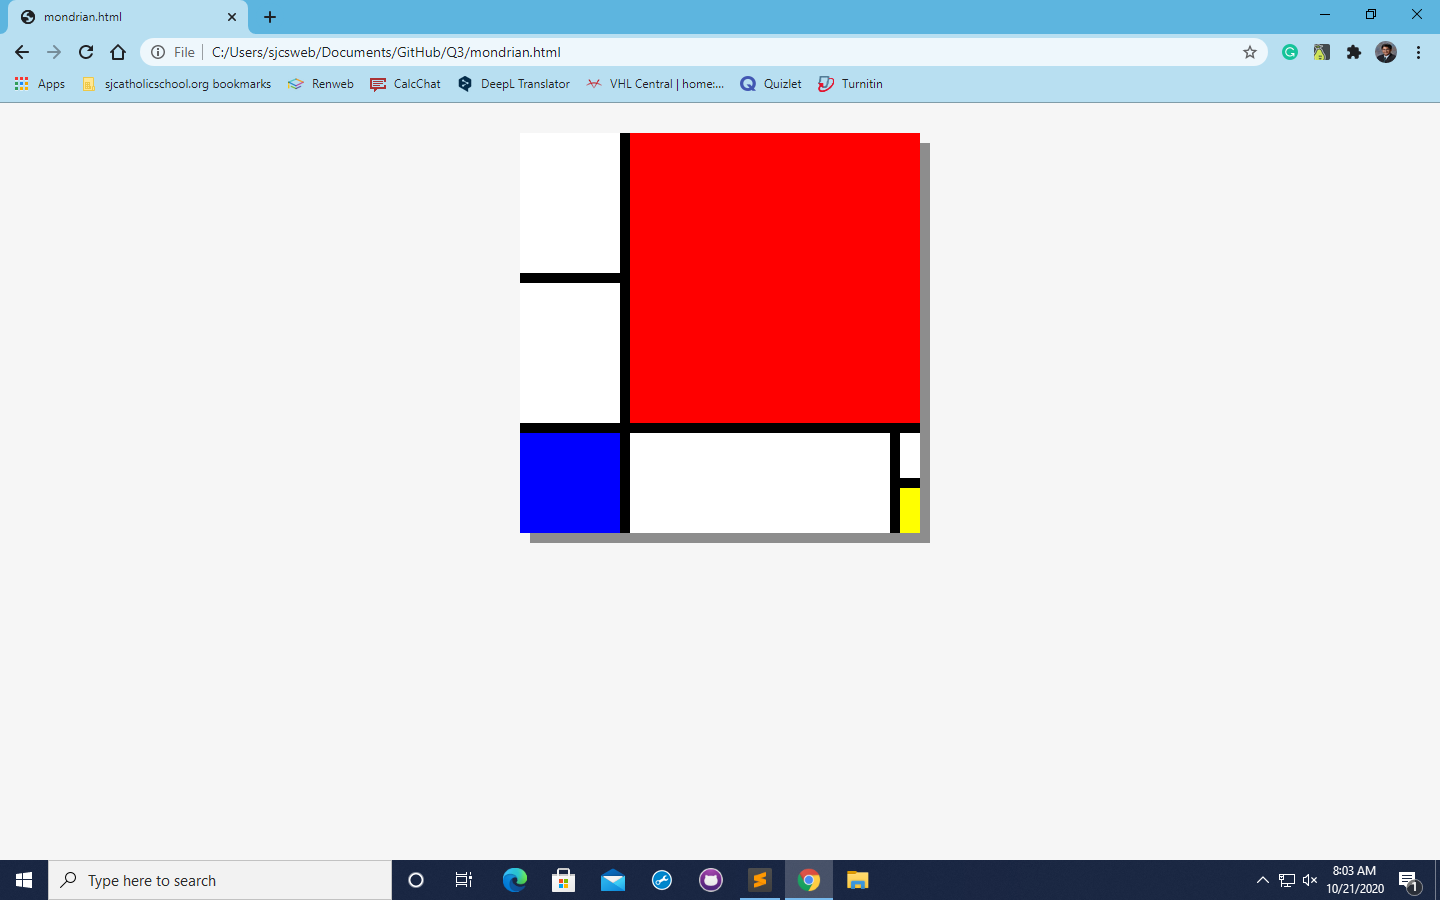 mondrian.html
File C:/Users/sjcsweb/Documents/GitHub/Q3/mondrian.html
Apps sjcatholicschool.org bookmarks Renweb CalcChat DeepL Translator VHL Central | home:... Quizlet Turnitin
Type here to search
8:03 AM
10/21/2020
1